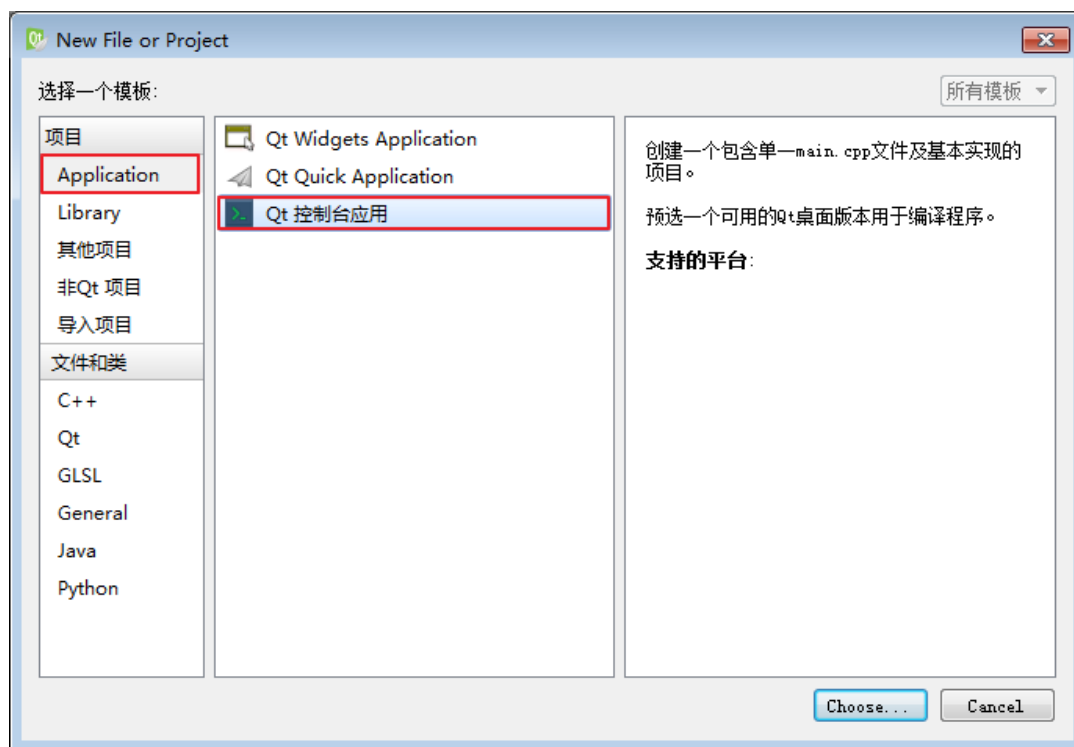 New File or Project
选择一个模板:
所有模板
项目
Application
Library
其他项目
非Qt 项目
导入项目
文件和类
C++
Qt
GLSL
General
Java
Python
Qt Widgets Application
Qt Quick Application
Qt 控制台应用
创建一个包含单一main.cpp文件及基本实现的
项目。
预选一个可用的Qt桌面版本用于编译程序。
支持的平台:
Choose...
Cancel